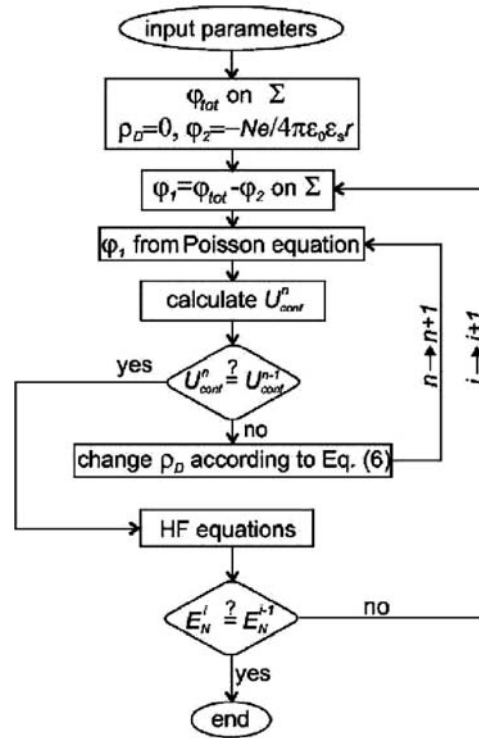 input parameters
φtot on Σ
ρD=0, φ2=–Ne/4πε0εsr
φ1=φtot-φ2 on Σ
φ1 from Poisson equation
calculate Uⁿconf
yes
Uⁿconf ?= Uⁿ⁻¹conf
no
change ρD according to Eq. (6)
n→n+1
i→i+1
HF equations
EⁱN ?= Eⁱ⁻¹N
no
yes
end